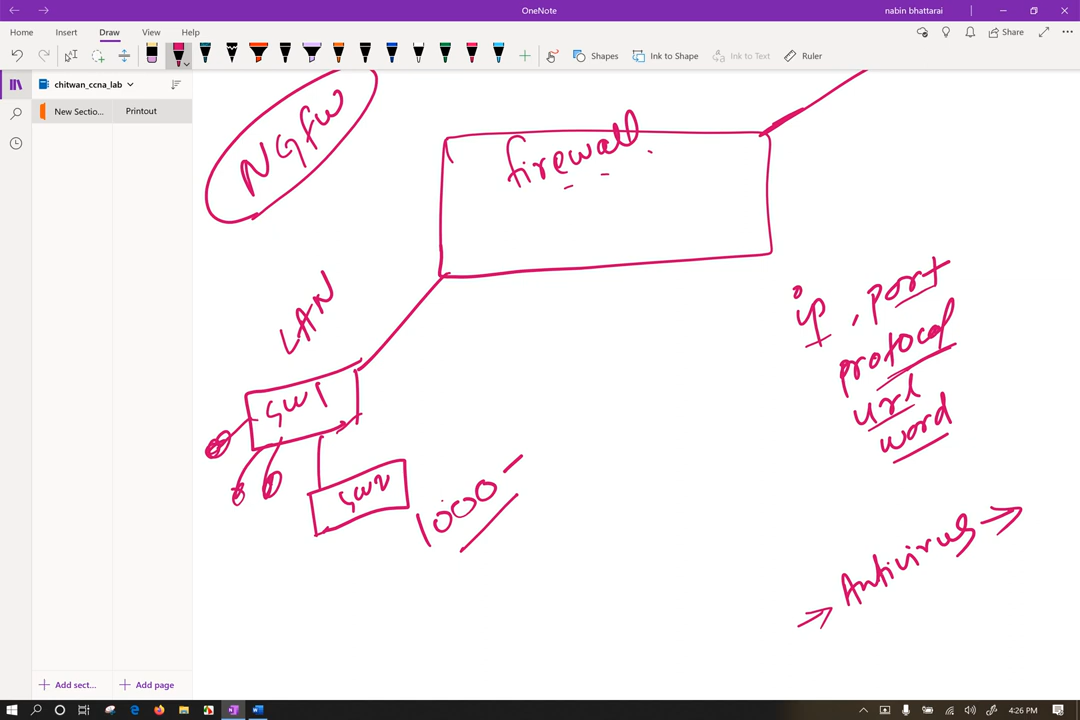 OneNote
nabin bhattarai
Home Insert Draw View Help
Share
Shapes
Ink to Shape
Ink to Text
Ruler
chitwan_ccna_lab
New Sectio...
Printout
NGfw
firewall
LAN
SW1
SW2
1000
ip, port
protocol
url
word
Antivirus
Add sect...
Add page
4:26 PM